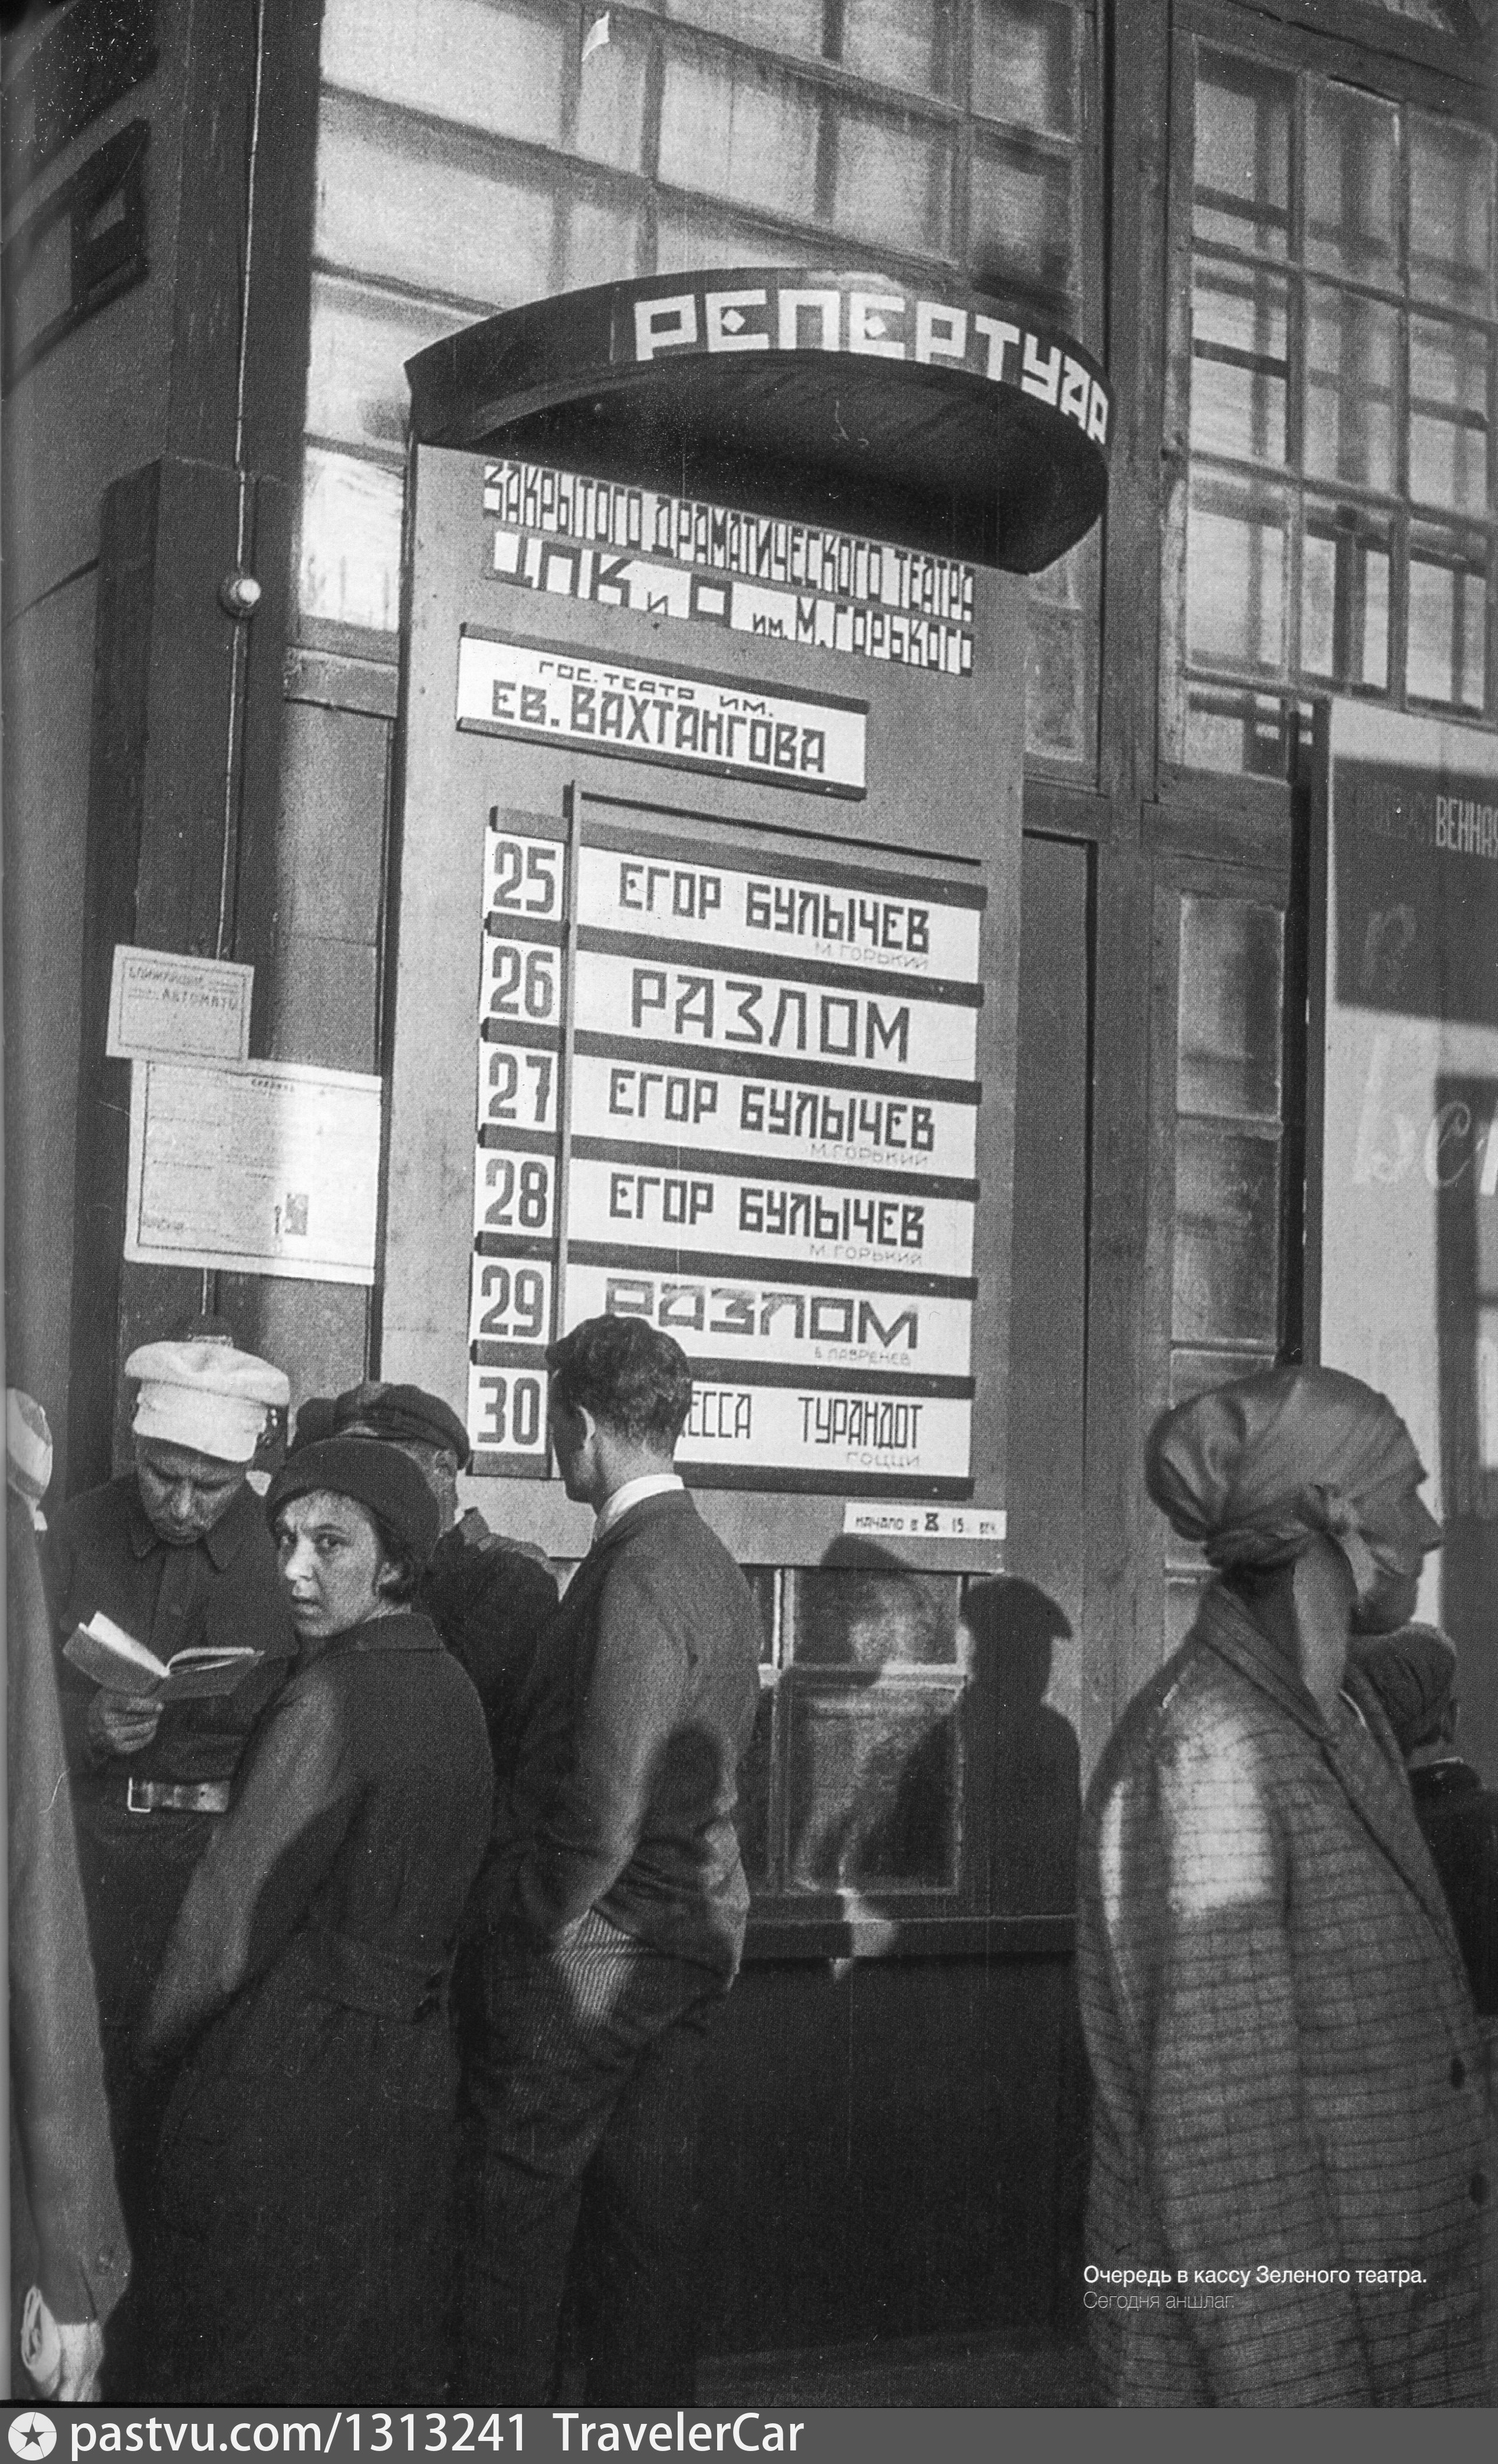 РЕПЕРТУАР
ЗАКРЫТОГО ДРАМАТИЧЕСКОГО ТЕАТРА
ЦПКиО им. М. ГОРЬКОГО
ГОС. ТЕАТР ИМ.
ЕВ. ВАХТАНГОВА
25 ЕГОР БУЛЫЧЕВ
М. ГОРЬКИЙ
26 РАЗЛОМ
27 ЕГОР БУЛЫЧЕВ
М. ГОРЬКИЙ
28 ЕГОР БУЛЫЧЕВ
М. ГОРЬКИЙ
29 РАЗЛОМ
Б ЛАВРЕНЕВ
30 ЕССА ТУРАНДОТ
ГОЦЦИ
НАЧАЛО В 8 15 ВЕЧ.
АВТОМАТЫ
ВЕННАЯ
Очередь в кассу Зеленого театра.
Сегодня аншлаг.
pastvu.com/1313241 TravelerCar